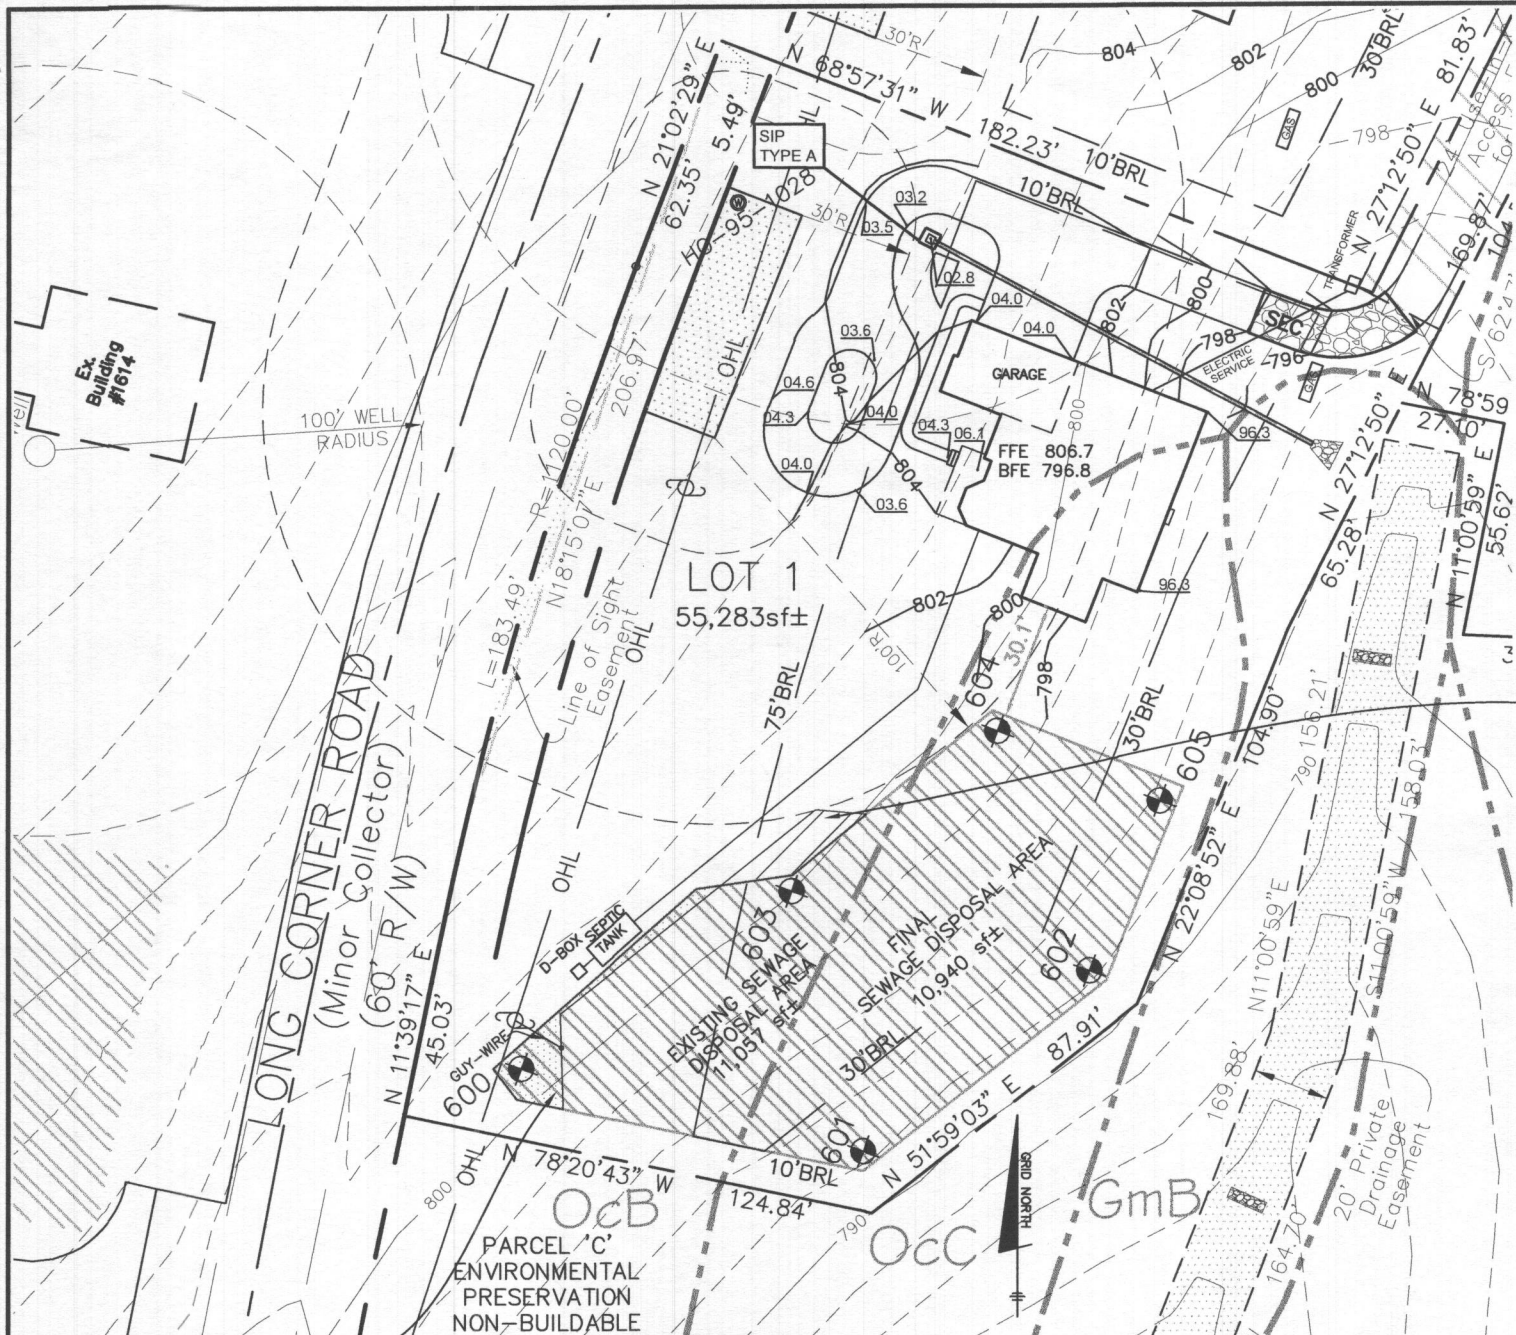 30'R
804
802
800
30'BRL
81.83'
N 68°57'31" W
182.23'
10'BRL
10'BRL
GAS
798
N 27°12'50" E
24' Use-In-
Access
for
169.87'
N 21°02'29" E
62.35'
5.49'
OHL
SIP
TYPE A
HO-95-1028
30'R
03.2
03.5
02.8
04.0
04.0
03.6
804
04.6
04.3
04.0
04.3
06.1
04.0
03.6
804
802
800
TRANSFORMER
SEC
798
796
ELECTRIC
SERVICE
GAS
GARAGE
800
FFE 806.7
BFE 796.8
96.3
96.3
N 78°59
27.10'
N 27°12'50"
65.28'
N 11°00'59" E
55.62'
Ex.
Building
#1614
Well
100' WELL
RADIUS
206.97'
R=1120.00'
N18°15'07"E
L=183.49'
OHL
Line of Sight
Easement
OHL
LOT 1
55,283sf±
75'BRL
100'R
802
800
30.1'
798
604
605
30'BRL
104.90'
790
156.21'
158.03'
N 22°08'52" E
LONG CORNER ROAD
(Minor Collector)
(60' R/W)
N 11°39'17" E
45.03'
OHL
D-BOX
SEPTIC
TANK
GUY-WIRE
600
603
EXISTING SEWAGE
DISPOSAL AREA
11,057 sf±
FINAL
SEWAGE DISPOSAL AREA
10,940 sf±
602
30'BRL
601
87.91'
N 51°59'03" E
N11°00'59"E
S11°00'59"W
169.88'
164.70'
20' Private
Drainage
Easement
OHL
800
N 78°20'43" W
124.84'
10'BRL
790
OcB
OcC
GmB
GRID NORTH
PARCEL 'C'
ENVIRONMENTAL
PRESERVATION
NON-BUILDABLE